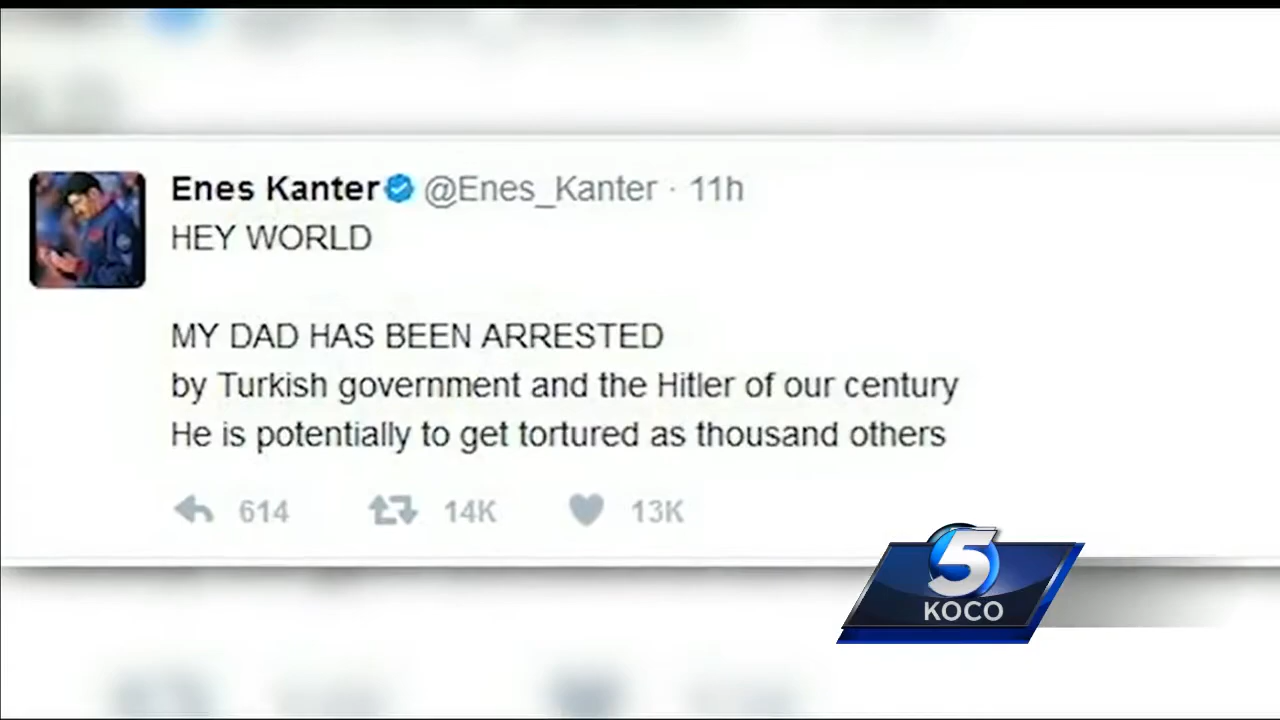 Enes Kanter @Enes_Kanter · 11h
HEY WORLD
MY DAD HAS BEEN ARRESTED
by Turkish government and the Hitler of our century
He is potentially to get tortured as thousand others
614 14K 13K
5
KOCO